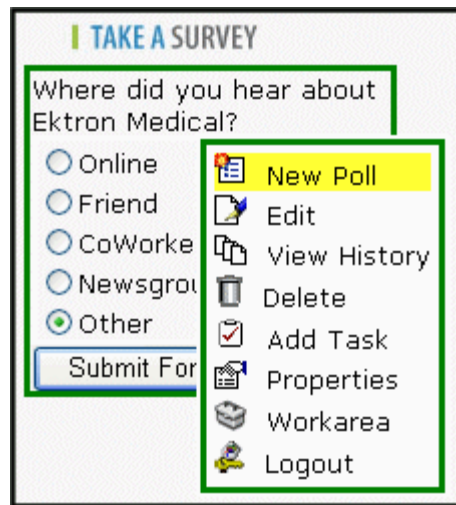 TAKE A SURVEY
Where did you hear about
Ektron Medical?
Online
Friend
CoWorke
Newsgrou
Other
Submit For
New Poll
Edit
View History
Delete
Add Task
Properties
Workarea
Logout